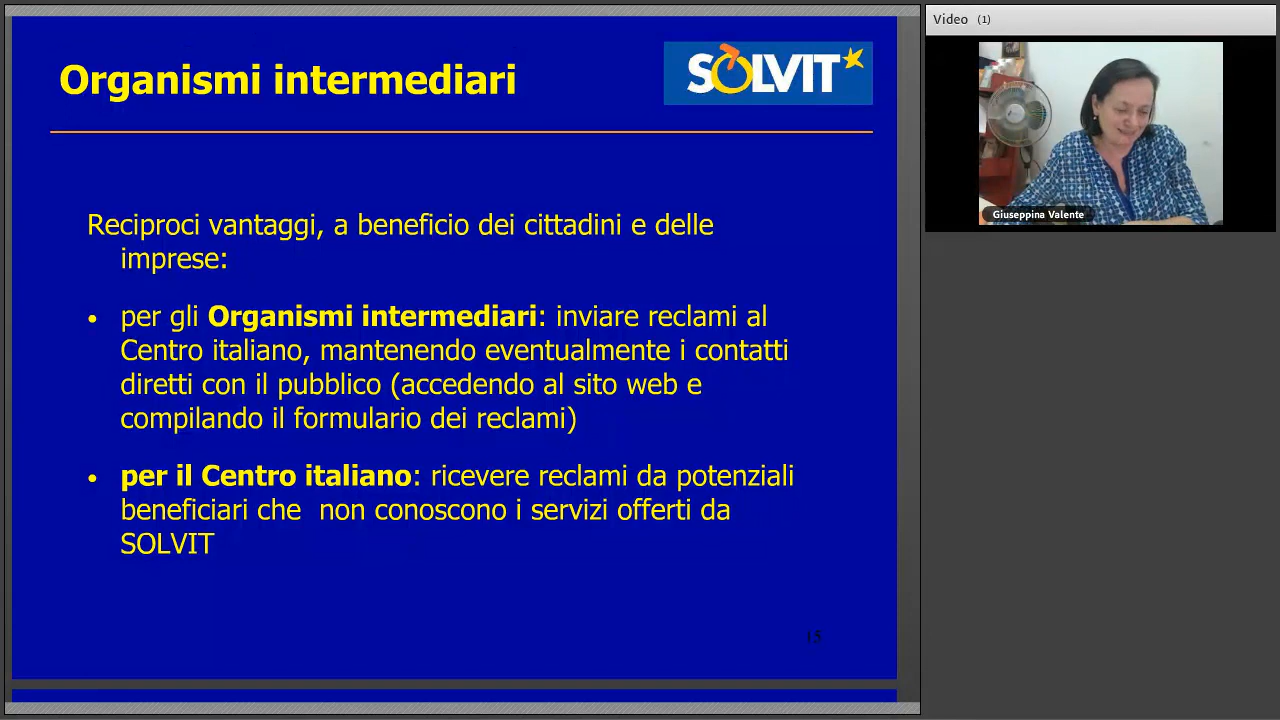 Organismi intermediari
SOLVIT
Reciproci vantaggi, a beneficio dei cittadini e delle
imprese:
• per gli Organismi intermediari: inviare reclami al
Centro italiano, mantenendo eventualmente i contatti
diretti con il pubblico (accedendo al sito web e
compilando il formulario dei reclami)
• per il Centro italiano: ricevere reclami da potenziali
beneficiari che  non conoscono i servizi offerti da
SOLVIT
15
Video (1)
Giuseppina Valente